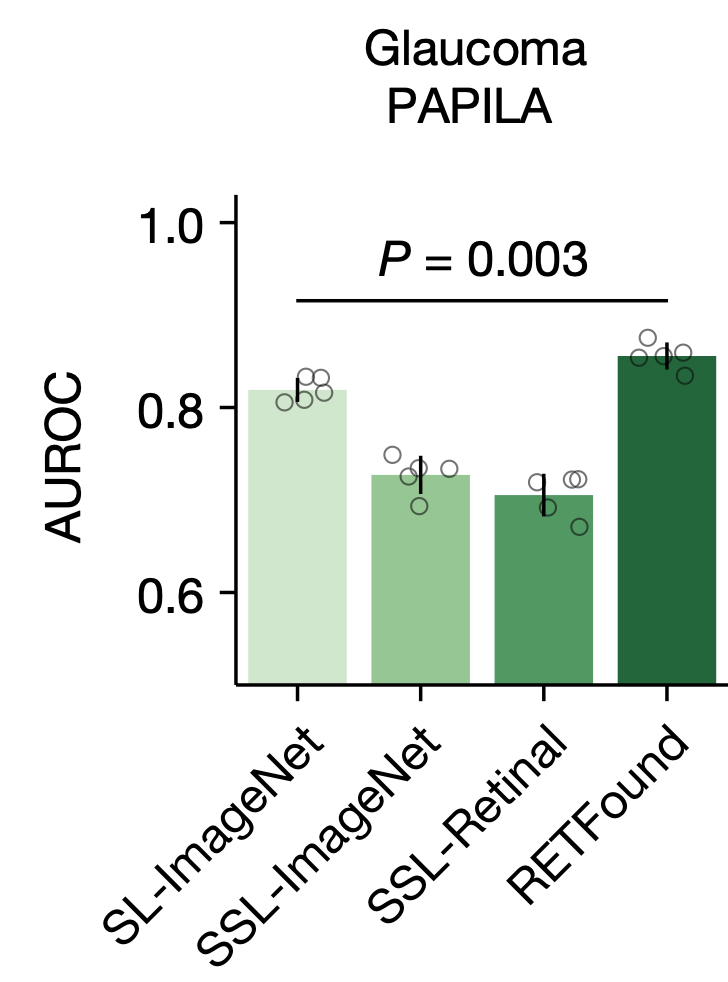 Glaucoma
PAPILA
1.0
P = 0.003
AUROC
0.8
0.6
SL-ImageNet
SSL-ImageNet
SSL-Retinal
RETFound